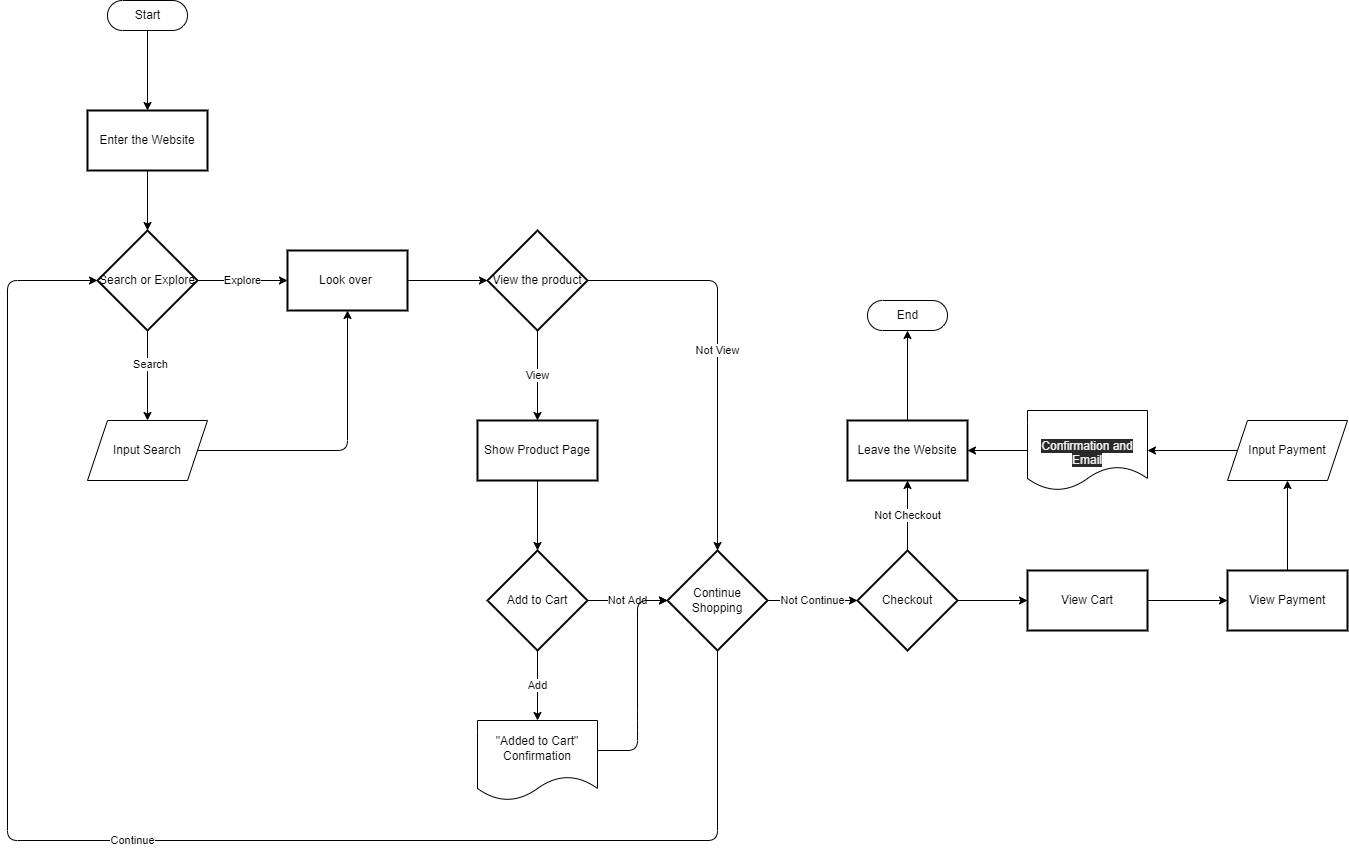 Start
Enter the Website
Search or Explore
Explore
Look over
View the product
Search
Not View
View
End
Input Search
Show Product Page
Leave the Website
Confirmation and
Email
Input Payment
Not Checkout
Add to Cart
Not Add
Continue
Shopping
Not Continue
Checkout
View Cart
View Payment
Add
"Added to Cart"
Confirmation
Continue